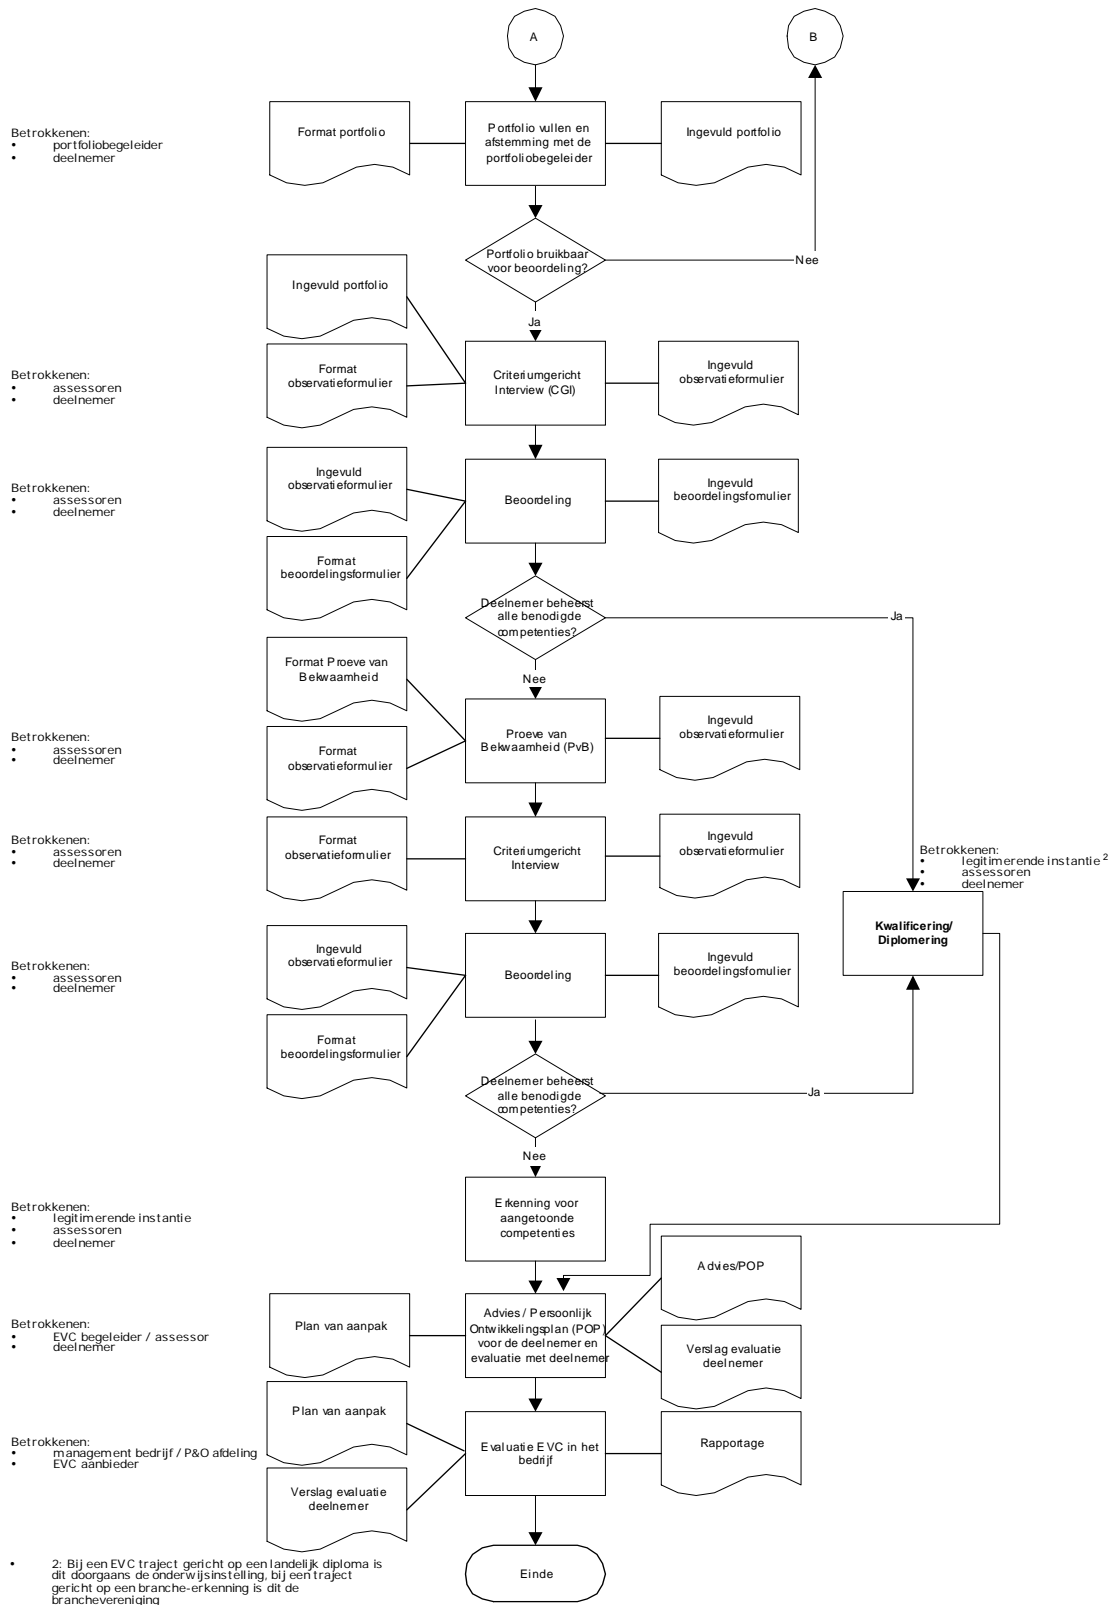 A
B
Betrokkenen:
• portfoliobegeleider
• deelnemer
Format portfolio
Portfolio vullen en
afstemming met de
portfoliobegeleider
Ingevuld portfolio
Portfolio bruikbaar
voor beoordeling?
Nee
Ja
Ingevuld portfolio
Betrokkenen:
• assessoren
• deelnemer
Format
observatieformulier
Criteriumgericht
Interview (CGI)
Ingevuld
observatieformulier
Betrokkenen:
• assessoren
• deelnemer
Ingevuld
observatieformulier
Format
beoordelingsformulier
Beoordeling
Ingevuld
beoordelingsfomulier
Deelnemer beheerst
alle benodigde
competenties?
Ja
Nee
Format Proeve van
Bekwaamheid
Betrokkenen:
• assessoren
• deelnemer
Format
observatieformulier
Proeve van
Bekwaamheid (PvB)
Ingevuld
observatieformulier
Betrokkenen:
• assessoren
• deelnemer
Format
observatieformulier
Criteriumgericht
Interview
Ingevuld
observatieformulier
Betrokkenen:
• legitimerende instantie 2
• assessoren
• deelnemer
Kwalificering/
Diplomering
Betrokkenen:
• assessoren
• deelnemer
Ingevuld
observatieformulier
Format
beoordelingsformulier
Beoordeling
Ingevuld
beoordelingsfomulier
Deelnemer beheerst
alle benodigde
competenties?
Ja
Nee
Betrokkenen:
• legitimerende instantie
• assessoren
• deelnemer
Erkenning voor
aangetoonde
competenties
Betrokkenen:
• EVC begeleider / assessor
• deelnemer
Plan van aanpak
Advies / Persoonlijk
Ontwikkelingsplan (POP)
voor de deelnemer en
evaluatie met deelnemer
Advies/POP
Verslag evaluatie
deelnemer
Betrokkenen:
• management bedrijf / P&O afdeling
• EVC aanbieder
Plan van aanpak
Verslag evaluatie
deelnemer
Evaluatie EVC in het
bedrijf
Rapportage
Einde
• 2: Bij een EVC traject gericht op een landelijk diploma is
dit doorgaans de onderwijsinstelling, bij een traject
gericht op een branche-erkenning is dit de
branchevereniging